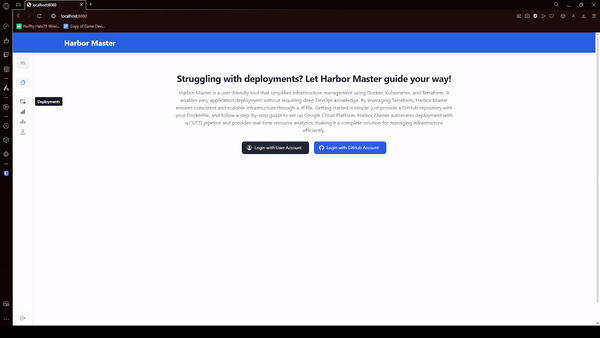 localhost:8080
localhost:8080
Copy of Game Desi...
Harbor Master
Deployments
Struggling with deployments? Let Harbor Master guide your way!
Harbor Master is a user-friendly tool that simplifies infrastructure management using Docker, Kubernetes, and Terraform. It
enables easy application deployment without requiring deep DevOps knowledge. By leveraging Terraform, Harbor Master
ensures consistent and scalable infrastructure through a .tf file. Getting started is simple: just provide a GitHub repository with
your Dockerfile, and follow a step-by-step guide to set up Google Cloud Platform. Harbor Master automates deployment with
a CI/CD pipeline and provides real-time resource analytics, making it a complete solution for managing infrastructure
efficiently.
Login with User Account
Login with GitHub Account